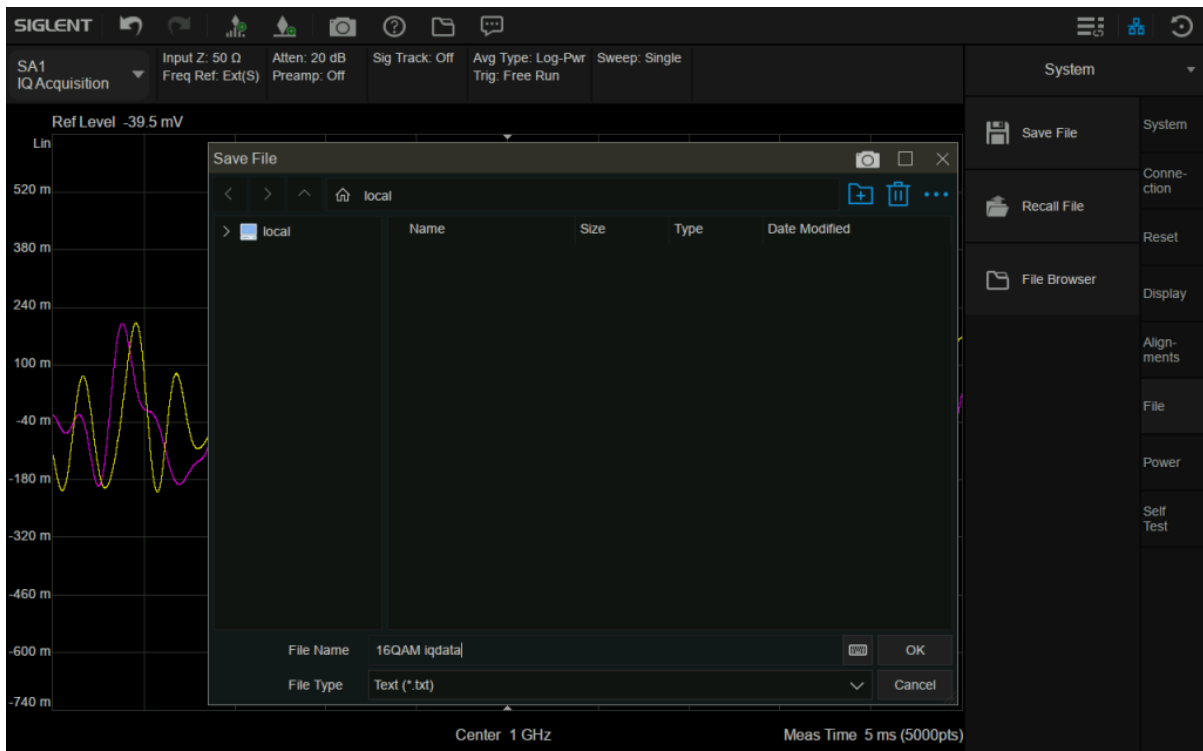 SIGLENT
SA1
IQ Acquisition
Input Z: 50 Ω
Freq Ref: Ext(S)
Atten: 20 dB
Preamp: Off
Sig Track: Off
Avg Type: Log-Pwr
Trig: Free Run
Sweep: Single
System
Ref Level -39.5 mV
Lin
520 m
380 m
240 m
100 m
-40 m
-180 m
-320 m
-460 m
-600 m
-740 m
Save File
local
local
Name
Size
Type
Date Modified
File Name
16QAM iqdata
OK
File Type
Text (*.txt)
Cancel
Center 1 GHz
Meas Time 5 ms (5000pts)
Save File
Recall File
File Browser
System
Conne-
ction
Reset
Display
Align-
ments
File
Power
Self
Test